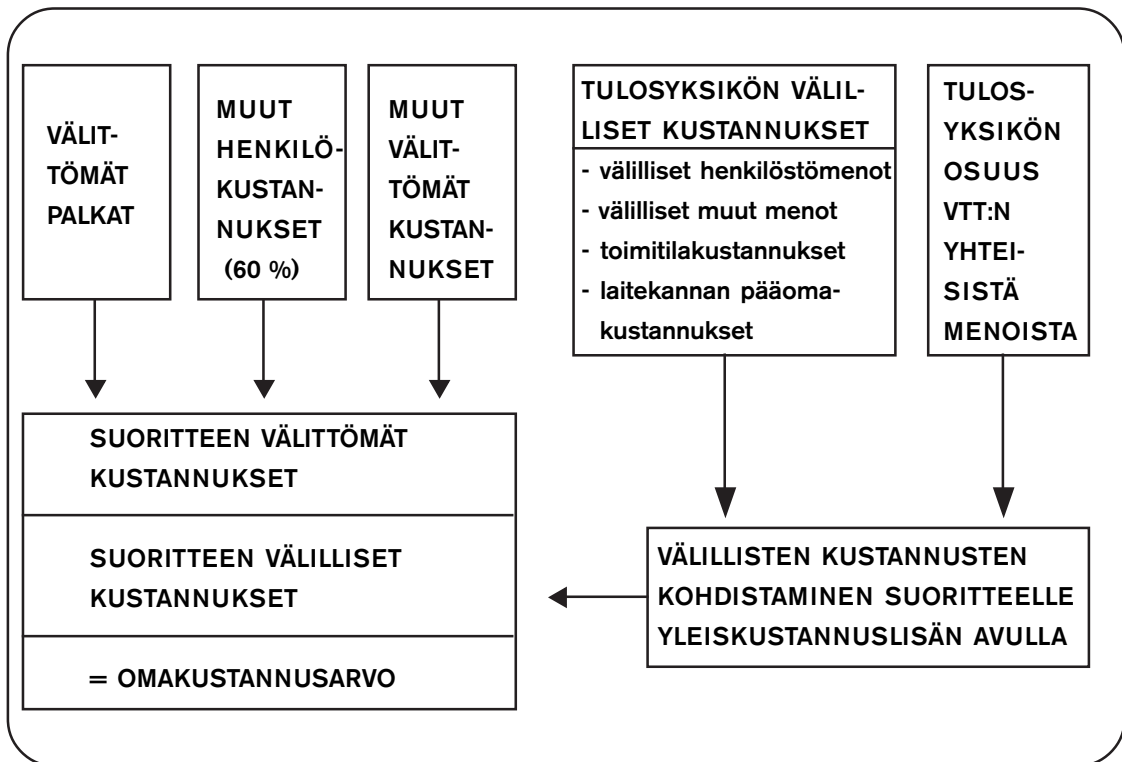 VÄLIT-
TÖMÄT
PALKAT
MUUT
HENKILÖ-
KUSTAN-
NUKSET
(60 %)
MUUT
VÄLIT-
TÖMÄT
KUSTAN-
NUKSET
TULOSYKSIKÖN VÄLIL-
LISET KUSTANNUKSET
- välilliset henkilöstömenot
- välilliset muut menot
- toimitilakustannukset
- laitekannan pääoma-
kustannukset
TULOS-
YKSIKÖN
OSUUS
VTT:N
YHTEI-
SISTÄ
MENOISTA
SUORITTEEN VÄLITTÖMÄT
KUSTANNUKSET
SUORITTEEN VÄLILLISET
KUSTANNUKSET
= OMAKUSTANNUSARVO
VÄLILLISTEN KUSTANNUSTEN
KOHDISTAMINEN SUORITTEELLE
YLEISKUSTANNUSLISÄN AVULLA